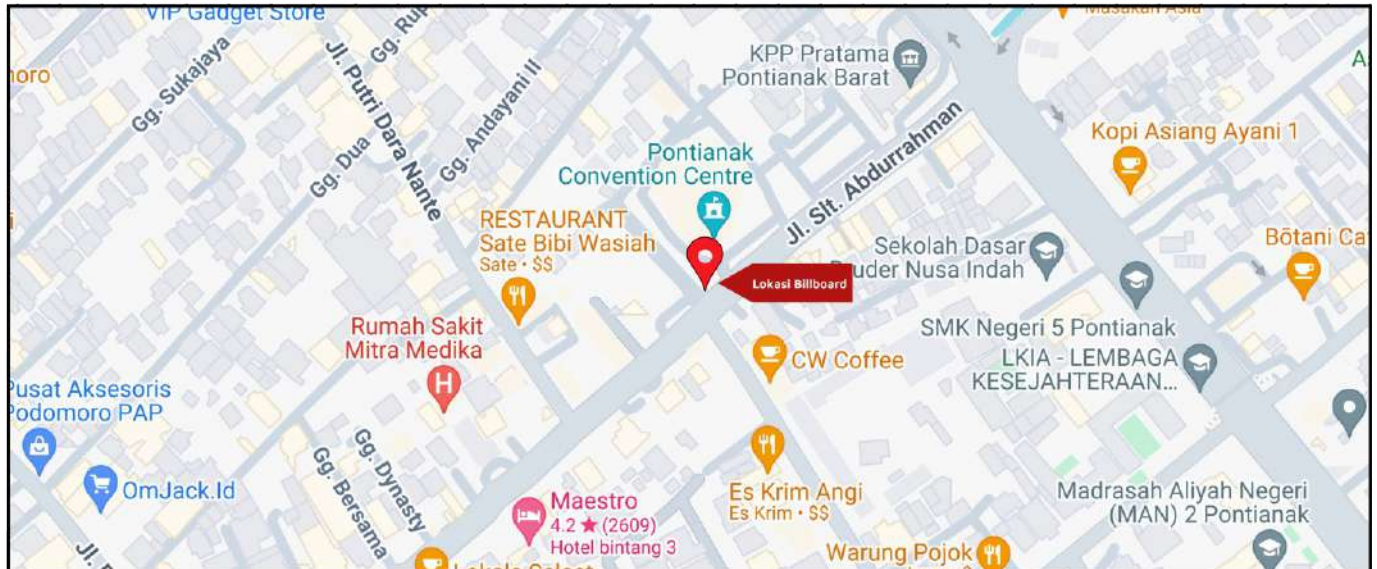 VIP Gadget Store
Masakan Asia
KPP Pratama
Pontianak Barat
Gg. Sukajaya
Jl. Putri Dara Nante
Gg. Andayani II
Gg. Dua
Kopi Asiang Ayani 1
Pontianak
Convention Centre
Jl. Slt. Abdurrahman
RESTAURANT
Sate Bibi Wasiah
Sate • $$
Sekolah Dasar
uder Nusa Indah
Lokasi Billboard
Rumah Sakit
Mitra Medika
H
CW Coffee
SMK Negeri 5 Pontianak
LKIA - LEMBAGA
KESEJAHTERAAN...
Pusat Aksesoris
Podomoro PAP
OmJack.Id
Gg. Dynasty
Gg. Bersama
Maestro
4.2 ★ (2609)
Hotel bintang 3
Es Krim Angi
Es Krim • $$
Madrasah Aliyah Negeri
(MAN) 2 Pontianak
Warung Pojok